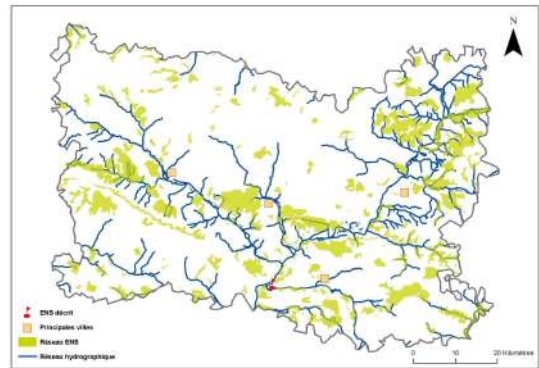 N
ENS décrit
Principales villes
Réseau ENS
Réseau hydrographique
0 10 20 Kilomètres